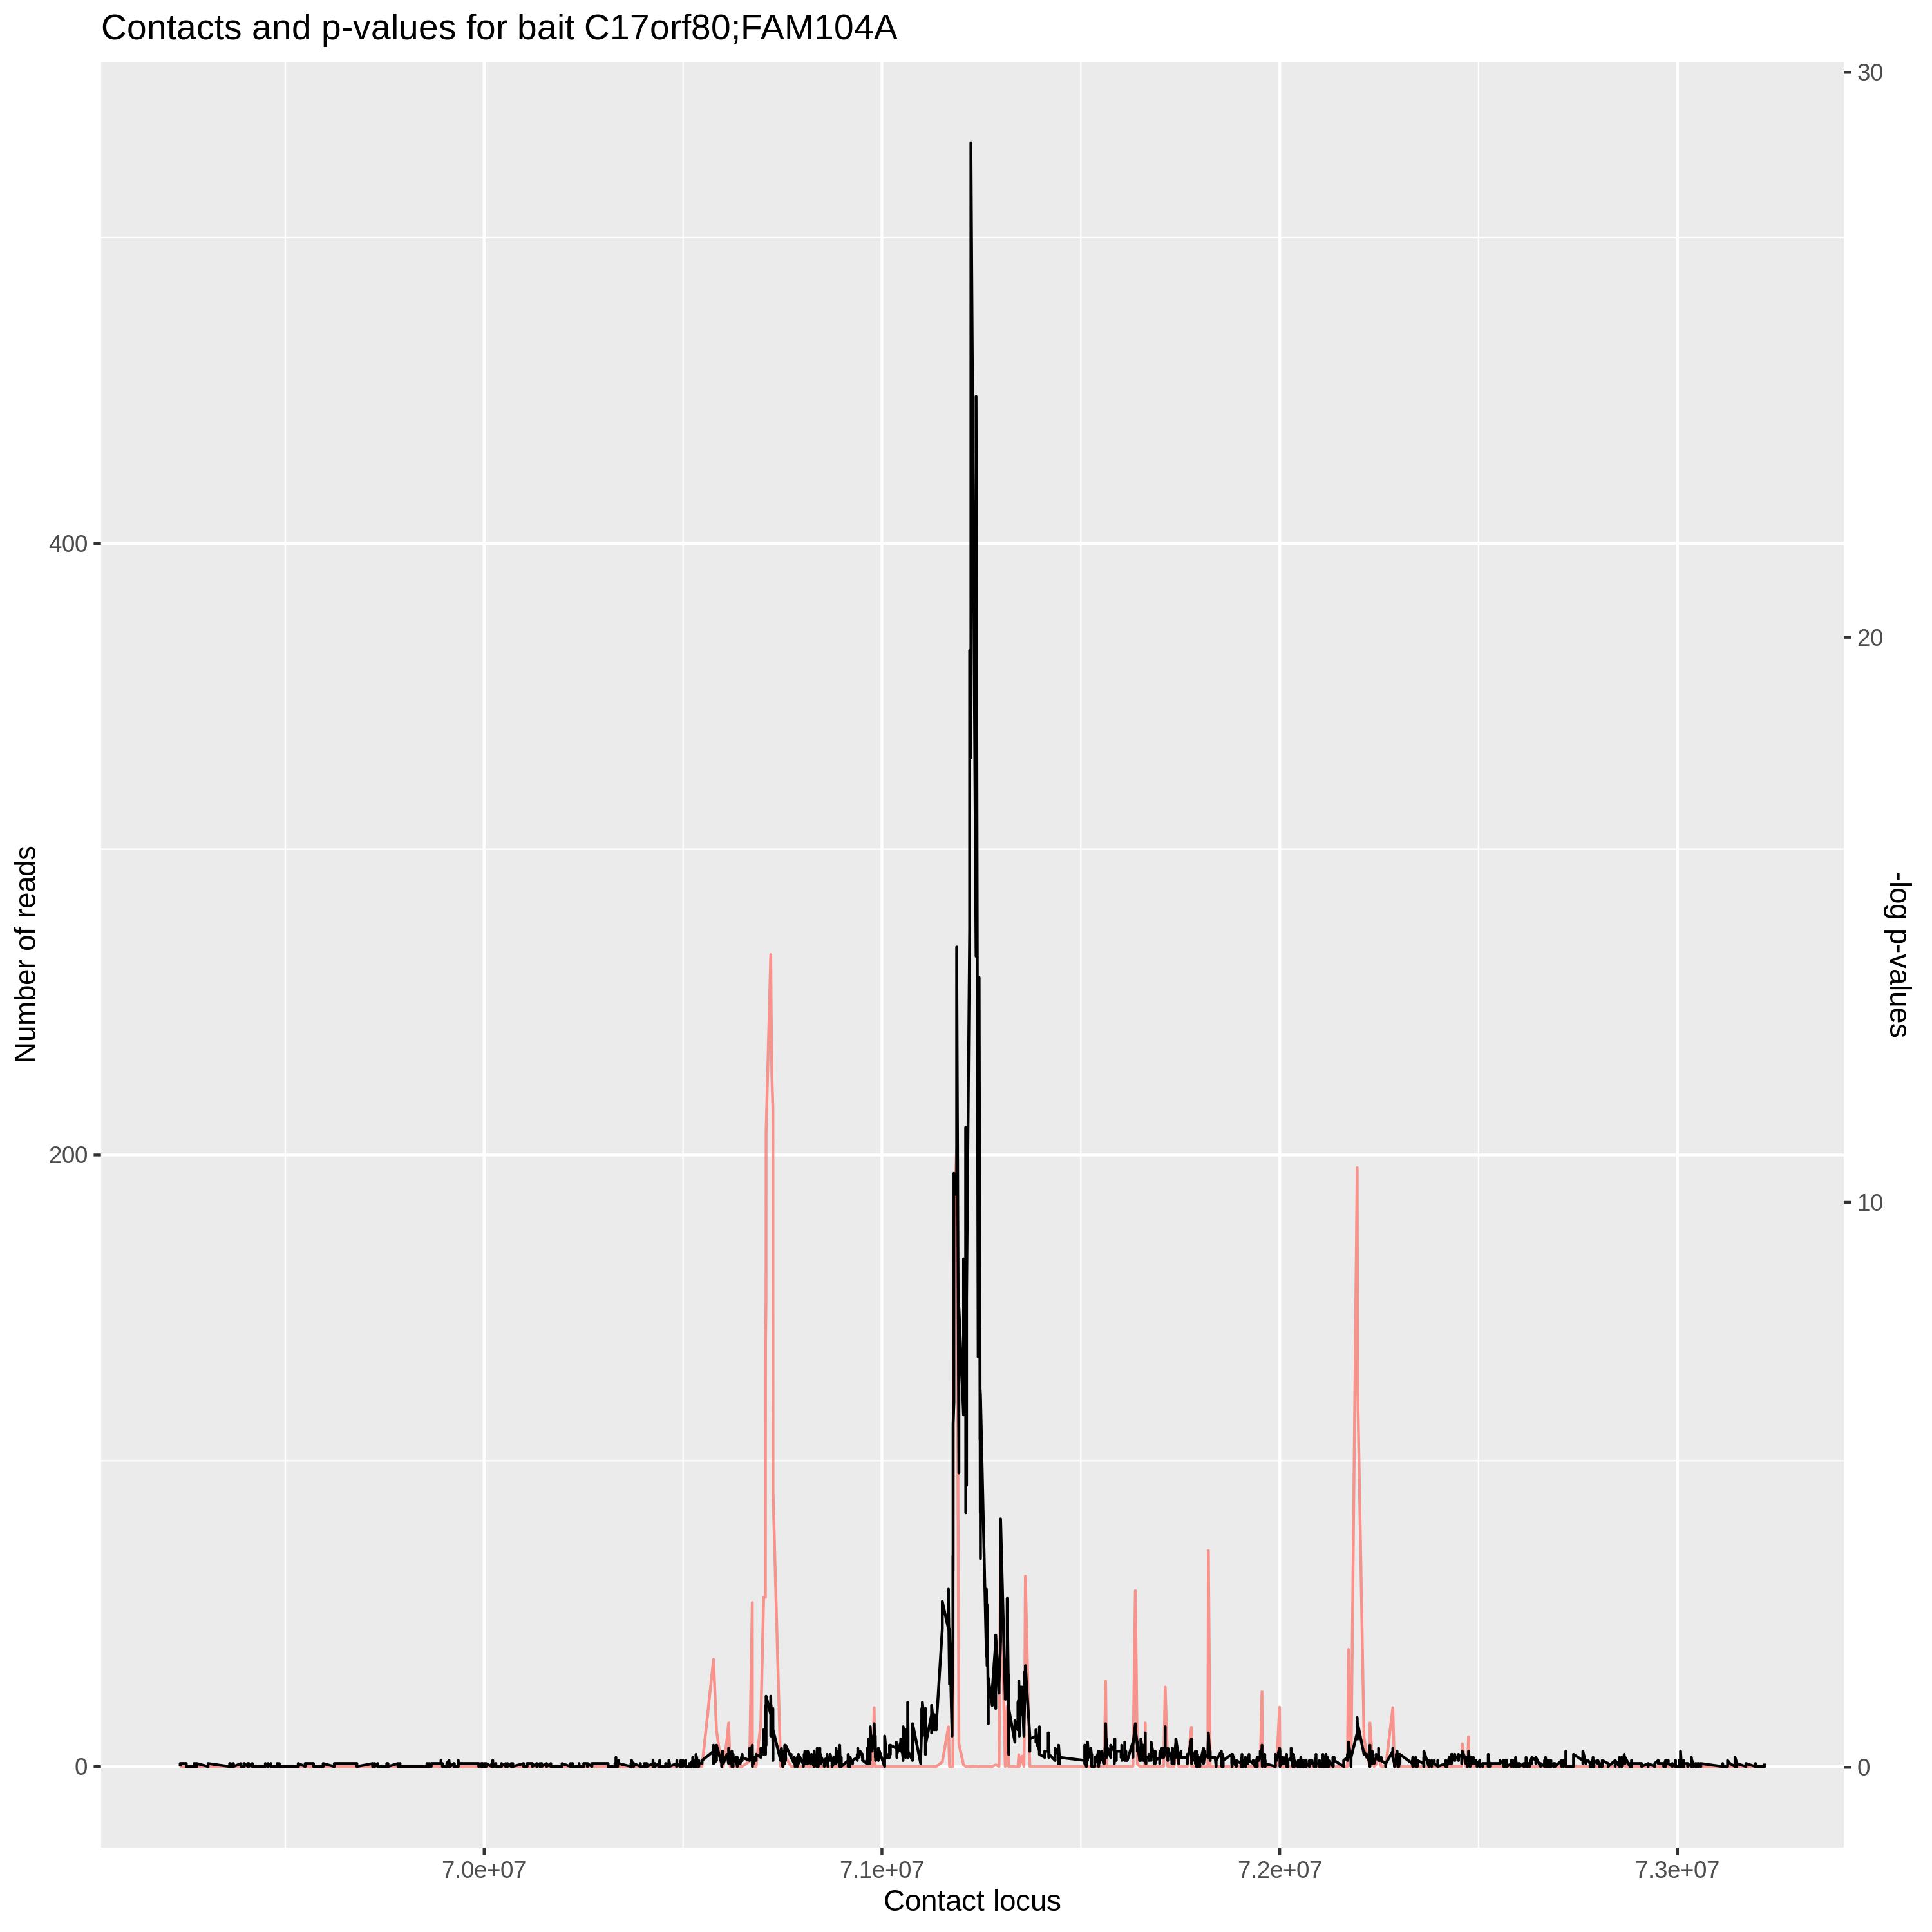 Contacts and p-values for bait C17orf80;FAM104A
30
400
20
Number of reads
-log p-values
200
10
0
0
7.0e+07
7.1e+07
7.2e+07
7.3e+07
Contact locus